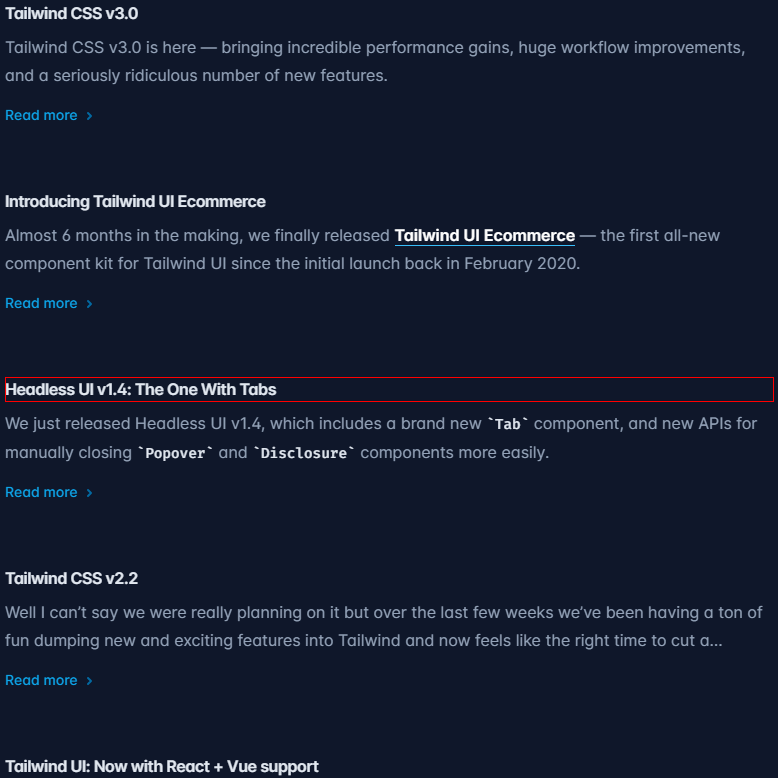 Tailwind CSS v3.0
Tailwind CSS v3.0 is here — bringing incredible performance gains, huge workflow improvements,
and a seriously ridiculous number of new features.
Read more
Introducing Tailwind UI Ecommerce
Almost 6 months in the making, we finally released Tailwind UI Ecommerce — the first all-new
component kit for Tailwind UI since the initial launch back in February 2020.
Read more
Headless UI v1.4: The One With Tabs
We just released Headless UI v1.4, which includes a brand new `Tab` component, and new APIs for
manually closing `Popover` and `Disclosure` components more easily.
Read more
Tailwind CSS v2.2
Well I can’t say we were really planning on it but over the last few weeks we’ve been having a ton of
fun dumping new and exciting features into Tailwind and now feels like the right time to cut a...
Read more
Tailwind UI: Now with React + Vue support